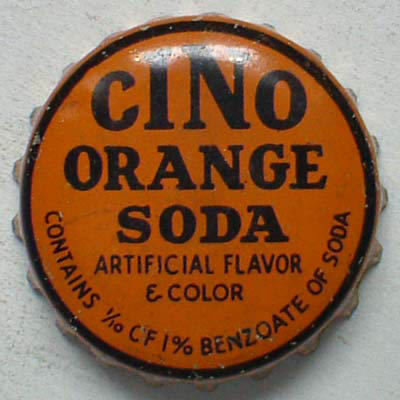 CINO
ORANGE
SODA
ARTIFICIAL FLAVOR
& COLOR
CONTAINS 1/10 OF 1% BENZOATE OF SODA